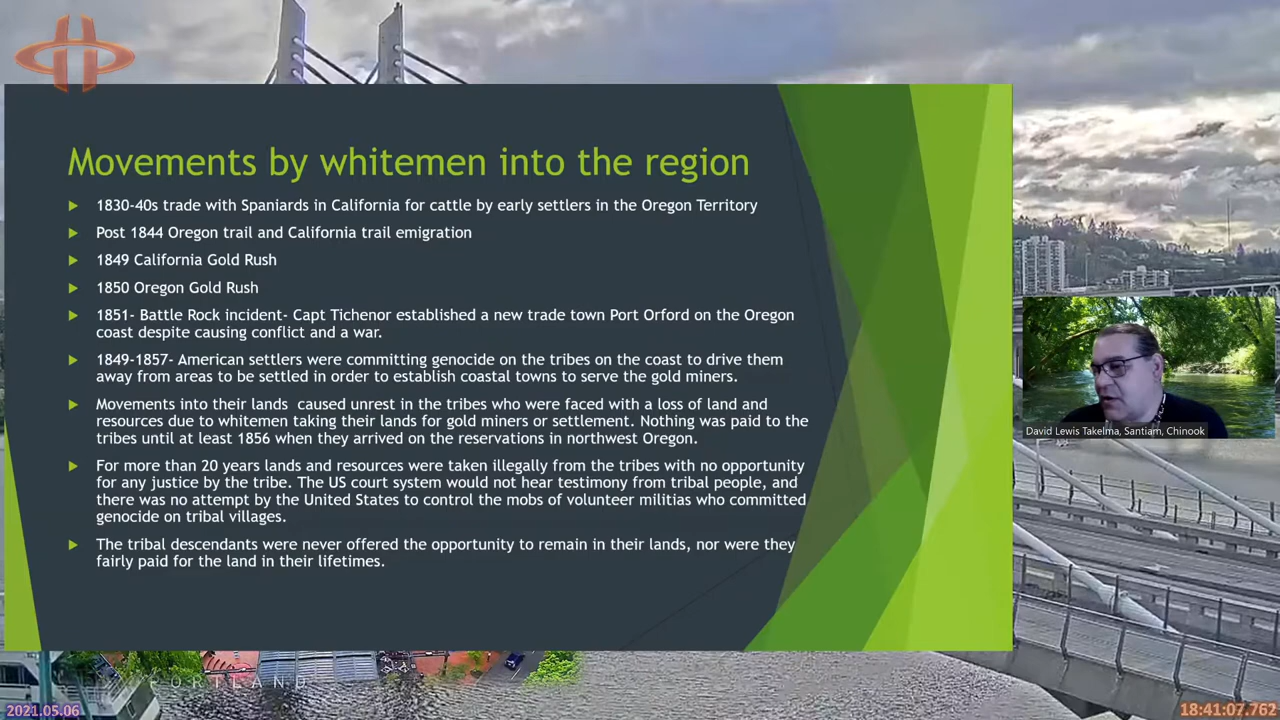 Movements by whitemen into the region
1830-40s trade with Spaniards in California for cattle by early settlers in the Oregon Territory
Post 1844 Oregon trail and California trail emigration
1849 California Gold Rush
1850 Oregon Gold Rush
1851- Battle Rock incident- Capt Tichenor established a new trade town Port Orford on the Oregon
coast despite causing conflict and a war.
1849-1857- American settlers were committing genocide on the tribes on the coast to drive them
away from areas to be settled in order to establish coastal towns to serve the gold miners.
Movements into their lands  caused unrest in the tribes who were faced with a loss of land and
resources due to whitemen taking their lands for gold miners or settlement. Nothing was paid to the
tribes until at least 1856 when they arrived on the reservations in northwest Oregon.
For more than 20 years lands and resources were taken illegally from the tribes with no opportunity
for any justice by the tribe. The US court system would not hear testimony from tribal people, and
there was no attempt by the United States to control the mobs of volunteer militias who committed
genocide on tribal villages.
The tribal descendants were never offered the opportunity to remain in their lands, nor were they
fairly paid for the land in their lifetimes.
David Lewis Takelma, Santiam, Chinook
2021.05.06
18:41:07.762